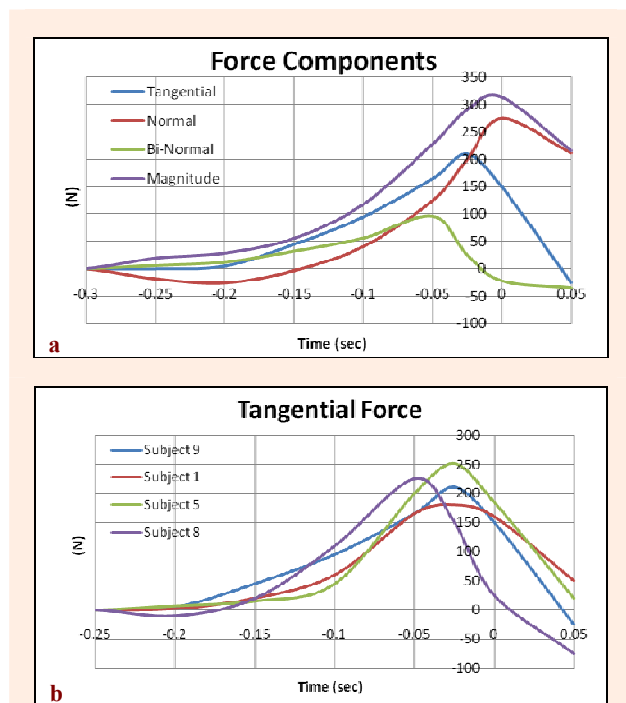 Force Components
350
300
250
200
150
100
50
0
-50
-100
Tangential
Normal
Bi-Normal
Magnitude
(N)
-0.3 -0.25 -0.2 -0.15 -0.1 -0.05 0 0.05
Time (sec)
a
Tangential Force
300
250
200
150
100
50
0
-50
-100
Subject 9
Subject 1
Subject 5
Subject 8
(N)
-0.25 -0.2 -0.15 -0.1 -0.05 0 0.05
Time (sec)
b